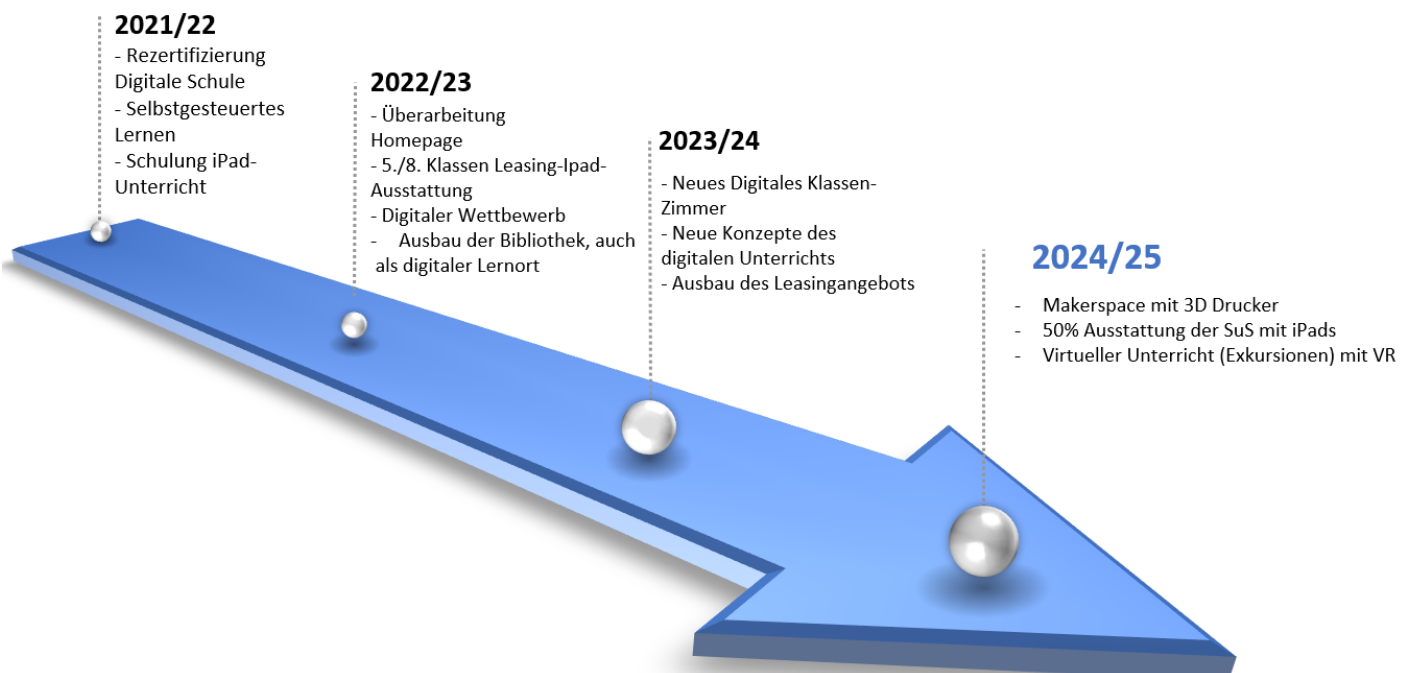 2021/22
- Rezertifizierung
Digitale Schule
- Selbstgesteuertes
Lernen
- Schulung iPad-
Unterricht
2022/23
- Überarbeitung
Homepage
- 5./8. Klassen Leasing-Ipad-
Ausstattung
- Digitaler Wettbewerb
- Ausbau der Bibliothek, auch
als digitaler Lernort
2023/24
- Neues Digitales Klassen-
Zimmer
- Neue Konzepte des
digitalen Unterrichts
- Ausbau des Leasingangebots
2024/25
- Makerspace mit 3D Drucker
- 50% Ausstattung der SuS mit iPads
- Virtueller Unterricht (Exkursionen) mit VR